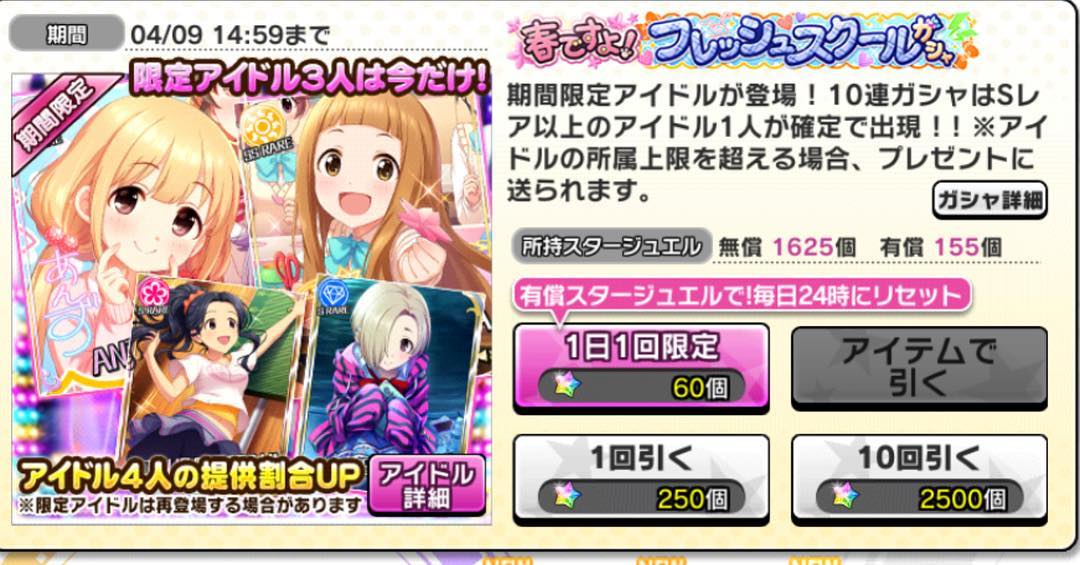 期間 04/09 14:59まで
限定アイドル3人は今だけ!
期間限定
SS RARE
あんず
AN
S RARE
S RARE
アイドル4人の提供割合UP
※限定アイドルは再登場する場合があります
アイドル
詳細
春ですよ!フレッシュスクールガシャ
期間限定アイドルが登場！10連ガシャはSレ
ア以上のアイドル1人が確定で出現！！※アイ
ドルの所属上限を超える場合、プレゼントに
送られます。
ガシャ詳細
所持スタージュエル 無償 1625個 有償 155個
有償スタージュエルで!毎日24時にリセット
1日1回限定
60個
アイテムで
引く
1回引く
250個
10回引く
2500個
NEW NEW NEW